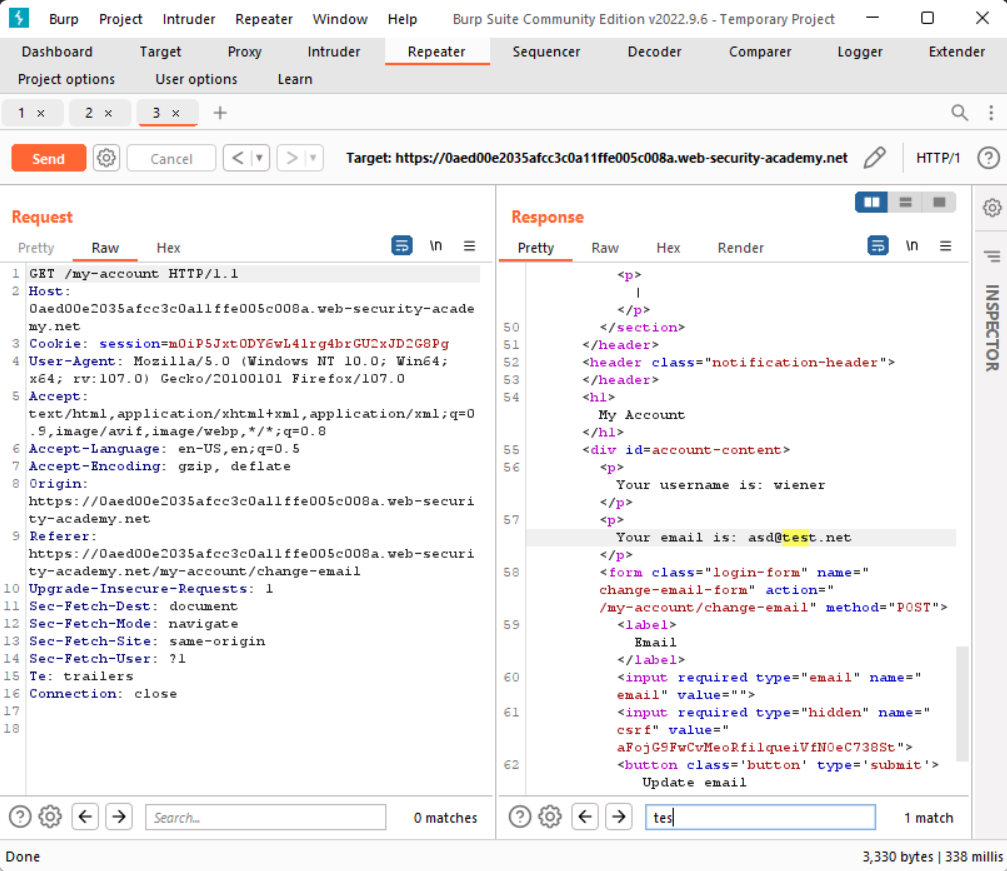 Burp Project Intruder Repeater Window Help Burp Suite Community Edition v2022.9.6 - Temporary Project
Dashboard Target Proxy Intruder Repeater Sequencer Decoder Comparer Logger Extender
Project options User options Learn
1 × 2 × 3 × +
Send Cancel < > Target: https://0aed00e2035afcc3c0a11ffe005c008a.web-security-academy.net HTTP/1 ?
Request
Pretty Raw Hex \n
1 GET /my-account HTTP/1.1
2 Host:
0aed00e2035afcc3c0a11ffe005c008a.web-security-acade
my.net
3 Cookie: session=m0iP5JxtODY6wL4lrg4brGU2xJD2G8Pg
4 User-Agent: Mozilla/5.0 (Windows NT 10.0; Win64;
x64; rv:107.0) Gecko/20100101 Firefox/107.0
5 Accept:
text/html,application/xhtml+xml,application/xml;q=0
.9,image/avif,image/webp,*/*;q=0.8
6 Accept-Language: en-US,en;q=0.5
7 Accept-Encoding: gzip, deflate
8 Origin:
https://0aed00e2035afcc3c0a11ffe005c008a.web-securi
ty-academy.net
9 Referer:
https://0aed00e2035afcc3c0a11ffe005c008a.web-securi
ty-academy.net/my-account/change-email
10 Upgrade-Insecure-Requests: 1
11 Sec-Fetch-Dest: document
12 Sec-Fetch-Mode: navigate
13 Sec-Fetch-Site: same-origin
14 Sec-Fetch-User: ?1
15 Te: trailers
16 Connection: close
17
18
? Search... 0 matches
Response
Pretty Raw Hex Render \n
<p>
|
</p>
50 </section>
51 </header>
52 <header class="notification-header">
53 </header>
54 <h1>
My Account
</h1>
55 <div id=account-content>
56 <p>
Your username is: wiener
</p>
57 <p>
Your email is: asd@test.net
</p>
58 <form class="login-form" name="
change-email-form" action="
/my-account/change-email" method="POST">
59 <label>
Email
</label>
60 <input required type="email" name="
email" value="">
61 <input required type="hidden" name="
csrf" value="
aFojG9FwCvMeoRfilqueiVfN0eC738St">
62 <button class='button' type='submit'>
Update email
? tes 1 match
INSPECTOR
Done 3,330 bytes | 338 millis